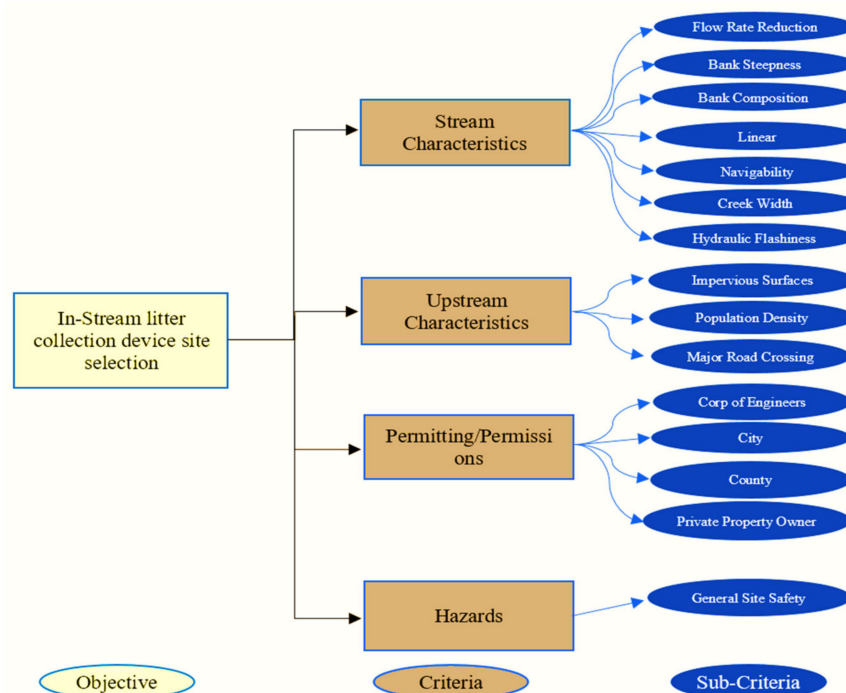 In-Stream litter
collection device site
selection
Stream
Characteristics
Upstream
Characteristics
Permitting/Permissi
ons
Hazards
Flow Rate Reduction
Bank Steepness
Bank Composition
Linear
Navigability
Creek Width
Hydraulic Flashiness
Impervious Surfaces
Population Density
Major Road Crossing
Corp of Engineers
City
County
Private Property Owner
General Site Safety
Objective
Criteria
Sub-Criteria